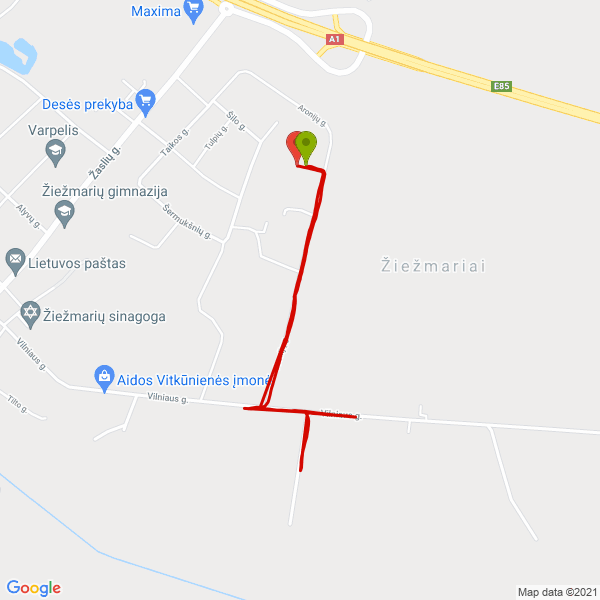 Maxima
A1
E85
Desės prekyba
Aronijų g.
Šilo g.
Tulpių g.
Taikos g.
Varpelis
Žaslių g.
Žiežmarių gimnazija
Alyvų g.
Šermukšnių g.
Lietuvos paštas
Žiežmariai
Žiežmarių sinagoga
Vilniaus g.
Aidos Vitkūnienės įmonė
Tilto g.
Vilniaus g.
Vilniaus g.
Google
Map data ©2021